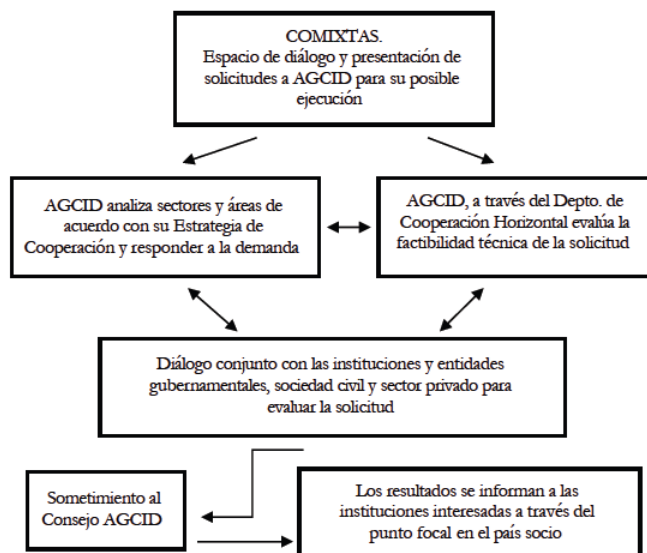 COMIXTAS.
Espacio de diálogo y presentación de
solicitudes a AGCID para su posible
ejecución
AGCID analiza sectores y áreas de
acuerdo con su Estrategia de
Cooperación y responder a la demanda
AGCID, a través del Depto. de
Cooperación Horizontal evalúa la
factibilidad técnica de la solicitud
Diálogo conjunto con las instituciones y entidades
gubernamentales, sociedad civil y sector privado para
evaluar la solicitud
Sometimiento al
Consejo AGCID
Los resultados se informan a las
instituciones interesadas a través del
punto focal en el país socio